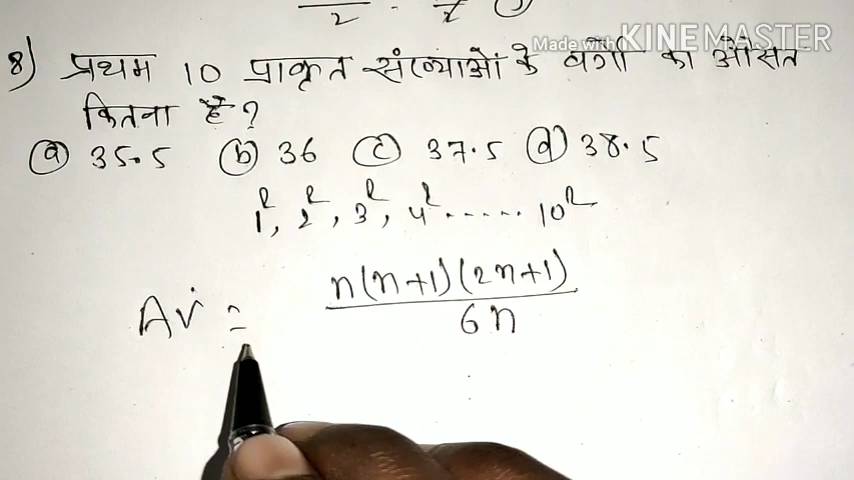 Made with KINEMASTER
8) प्रथम 10 प्राकृत संख्याओं के वर्गो का औसत
कितना है ?
(a) 35.5 (b) 36 (c) 37.5 (d) 38.5
1², 2², 3², 4² ..... 10²
n(n+1)(2n+1)
AV =
6n